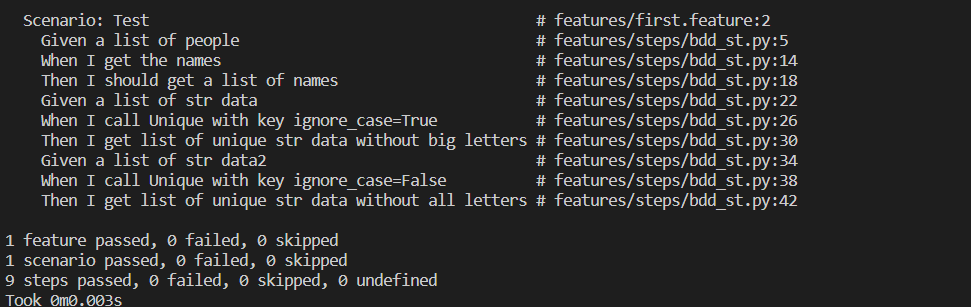 Scenario: Test # features/first.feature:2
Given a list of people # features/steps/bdd_st.py:5
When I get the names # features/steps/bdd_st.py:14
Then I should get a list of names # features/steps/bdd_st.py:18
Given a list of str data # features/steps/bdd_st.py:22
When I call Unique with key ignore_case=True # features/steps/bdd_st.py:26
Then I get list of unique str data without big letters # features/steps/bdd_st.py:30
Given a list of str data2 # features/steps/bdd_st.py:34
When I call Unique with key ignore_case=False # features/steps/bdd_st.py:38
Then I get list of unique str data without all letters # features/steps/bdd_st.py:42
1 feature passed, 0 failed, 0 skipped
1 scenario passed, 0 failed, 0 skipped
9 steps passed, 0 failed, 0 skipped, 0 undefined
Took 0m0.003s